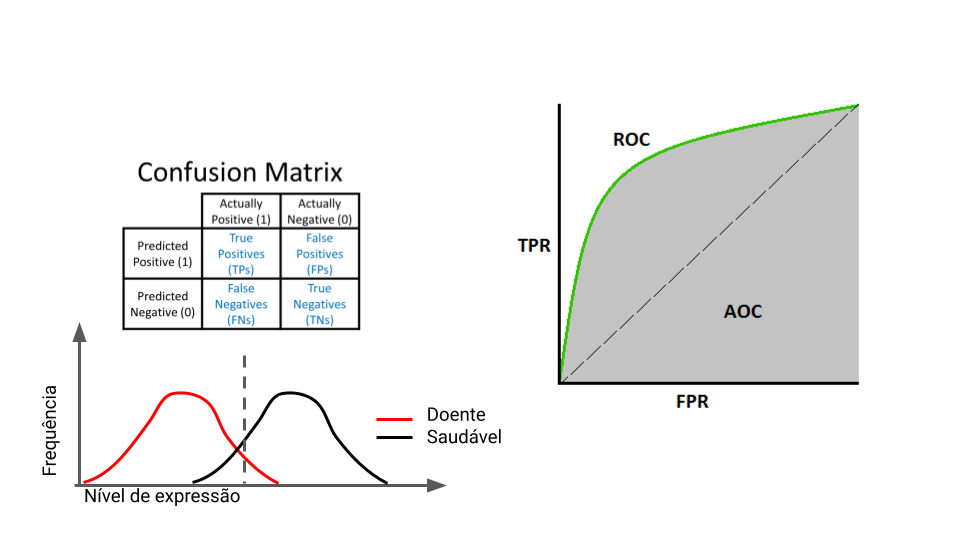 Confusion Matrix
Actually
Positive (1)
Actually
Negative (0)
Predicted
Positive (1)
True
Positives
(TPs)
False
Positives
(FPs)
Predicted
Negative (0)
False
Negatives
(FNs)
True
Negatives
(TNs)
Frequência
Nível de expressão
Doente
Saudável
ROC
TPR
AOC
FPR